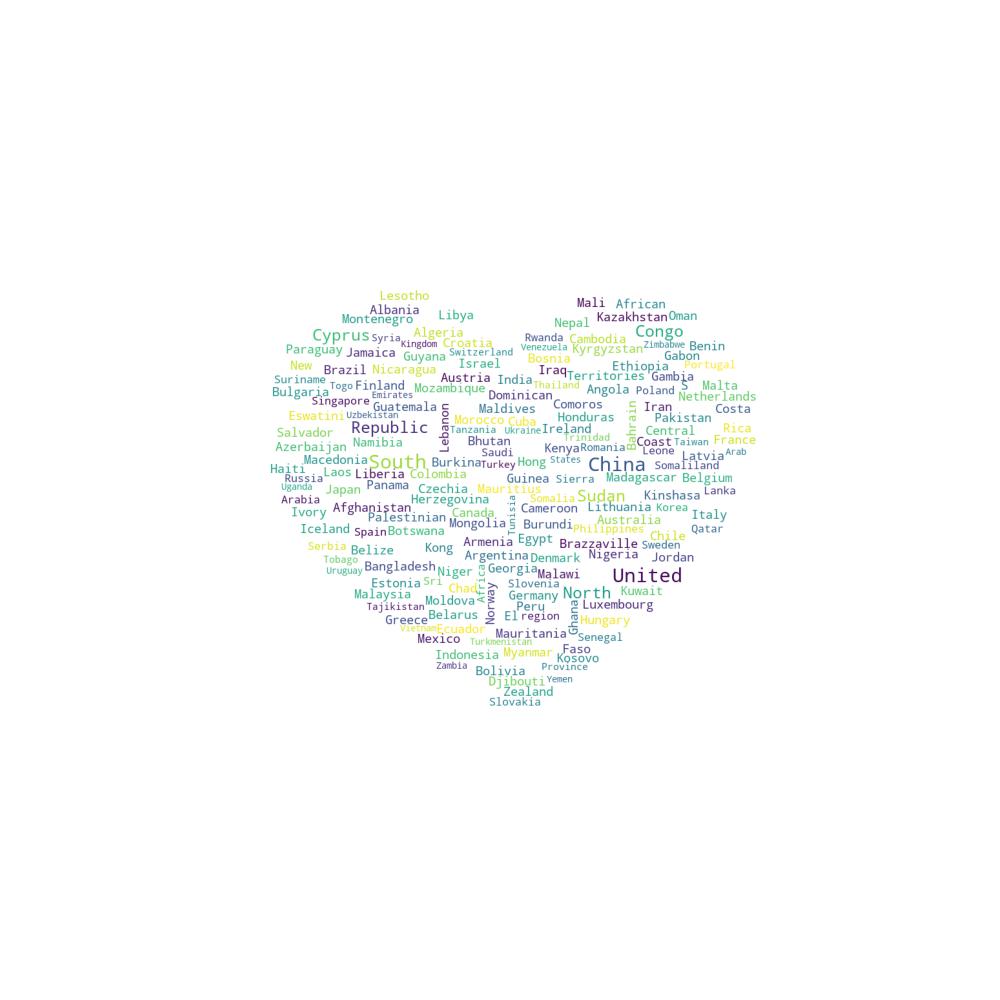 Lesotho
Mali African
Albania
Montenegro Libya Kazakhstan Oman
Nepal
Cyprus Syria Algeria Rwanda Cambodia Congo
Kingdom Croatia Venezuela Zimbabwe Benin
Paraguay Jamaica Guyana Switzerland Bosnia Kyrgyzstan Gabon
New Brazil Nicaragua Israel Iraq Ethiopia Portugal
Suriname Togo Finland Austria India Territories Gambia
Bulgaria Emirates Mozambique Thailand Angola Poland S Malta
Singapore Guatemala Dominican Comoros Iran Netherlands
Eswatini Uzbekistan Maldives Honduras Bahrain Pakistan Costa
Republic Lebanon Morocco Cuba
Salvador Tanzania Ukraine Ireland Central Rica
Namibia Bhutan Trinidad Coast Taiwan France
Macedonia South Saudi Kenya Romania Leone Latvia Arab
Haiti Burkina Turkey Hong States China Somaliland
Russia Laos Liberia Colombia Guinea Sierra Madagascar Belgium
Uganda Japan Panama Czechia Mauritius Sudan Kinshasa Lanka
Arabia Herzegovina Somalia
Ivory Afghanistan Canada Tunisia Cameroon Lithuania Korea Italy
Palestinian Mongolia Burundi Australia
Iceland Spain Botswana Philippines Chile Qatar
Serbia Kong Armenia Egypt Brazzaville Sweden
Tobago Belize Argentina Denmark Nigeria Jordan
Uruguay Bangladesh Niger Africa Georgia Malawi United
Estonia Sri Chad Slovenia
Malaysia Moldova Norway Germany North Kuwait
Tajikistan Peru Ghana Luxembourg
Greece Belarus El region Hungary
Vietnam Ecuador Mauritania Senegal
Mexico Turkmenistan Faso
Indonesia Myanmar Kosovo
Zambia Bolivia Province
Djibouti Yemen
Zealand
Slovakia